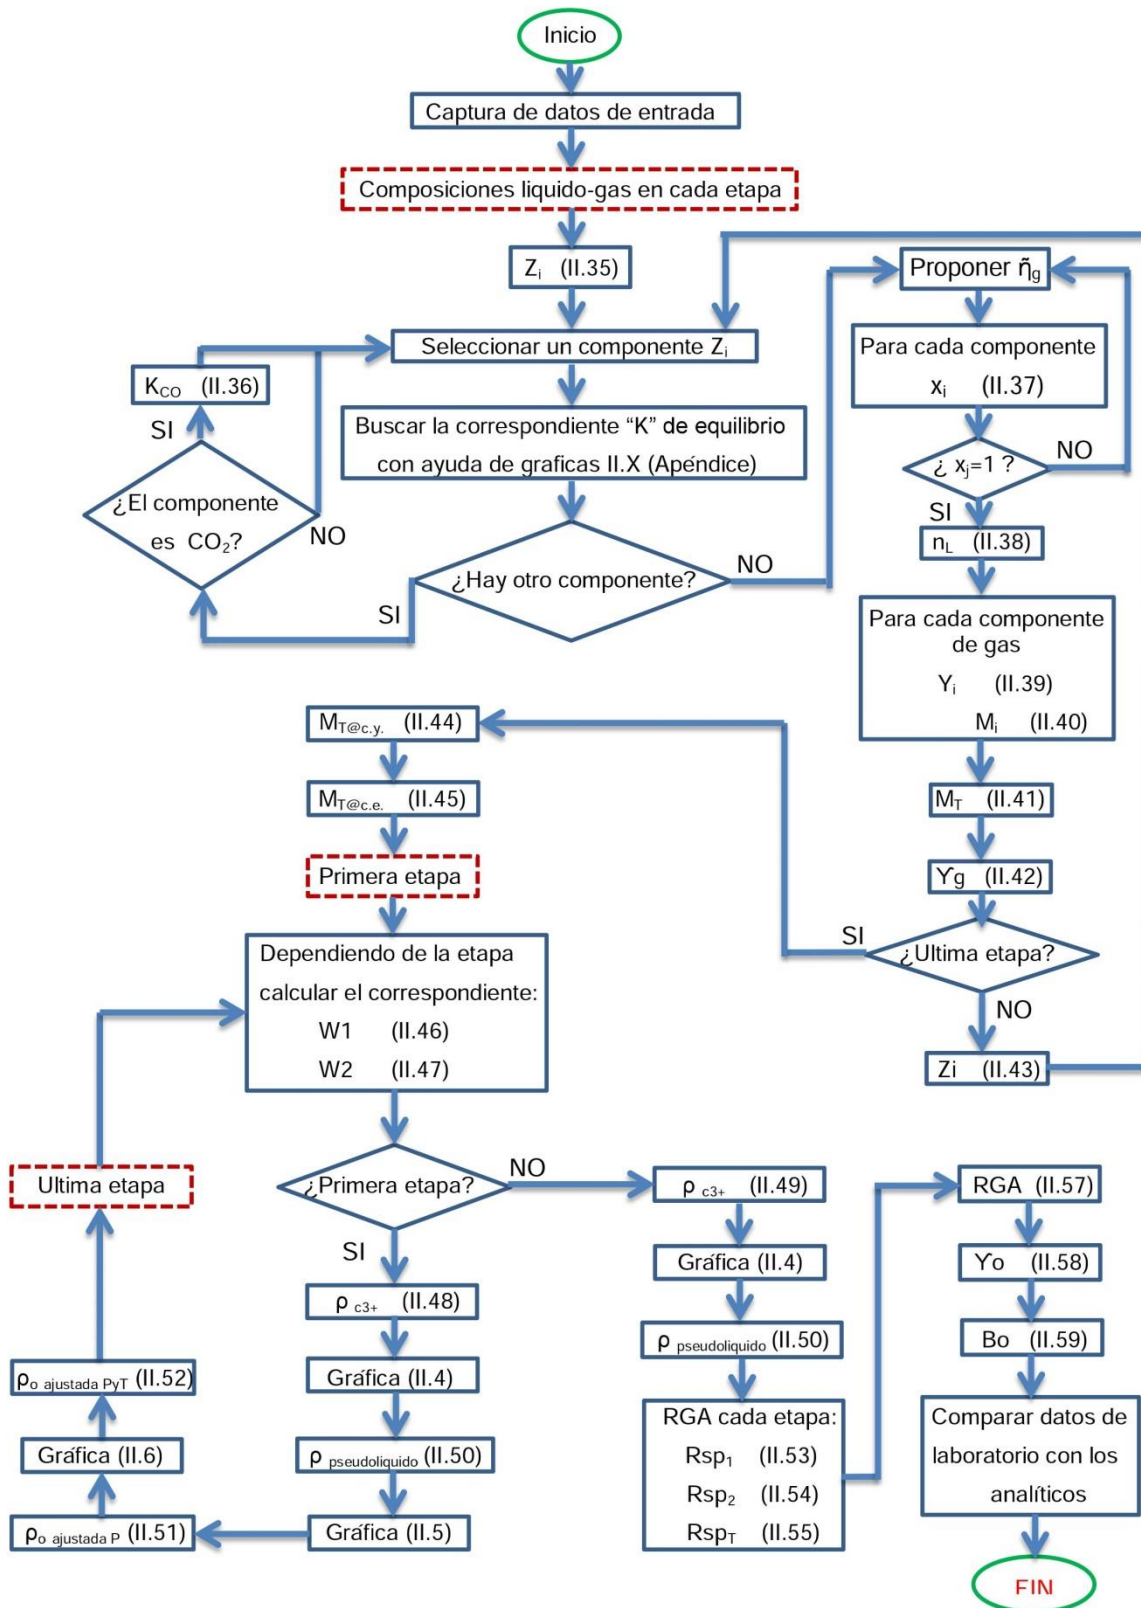 Inicio
Captura de datos de entrada
Composiciones liquido-gas en cada etapa
Zi (II.35)
Seleccionar un componente Zi
Buscar la correspondiente “K” de equilibrio
con ayuda de graficas II.X (Apéndice)
¿Hay otro componente?
SI
NO
¿El componente
es CO₂?
SI
NO
KCO (II.36)
Proponer ñg
Para cada componente
xi (II.37)
¿ xj=1 ?
NO
SI
nL (II.38)
Para cada componente
de gas
Yi (II.39)
Mi (II.40)
MT (II.41)
ϒg (II.42)
¿Ultima etapa?
SI
NO
Zi (II.43)
MT@c.y. (II.44)
MT@c.e. (II.45)
Primera etapa
Dependiendo de la etapa
calcular el correspondiente:
W1 (II.46)
W2 (II.47)
¿Primera etapa?
NO
SI
ρ c3+ (II.48)
Gráfica (II.4)
ρ pseudoliquido (II.50)
Gráfica (II.5)
ρo ajustada P (II.51)
Gráfica (II.6)
ρo ajustada PyT (II.52)
Ultima etapa
ρ c3+ (II.49)
Gráfica (II.4)
ρ pseudoliquido (II.50)
RGA cada etapa:
Rsp₁ (II.53)
Rsp₂ (II.54)
RspT (II.55)
RGA (II.57)
ϒo (II.58)
Bo (II.59)
Comparar datos de
laboratorio con los
analíticos
FIN